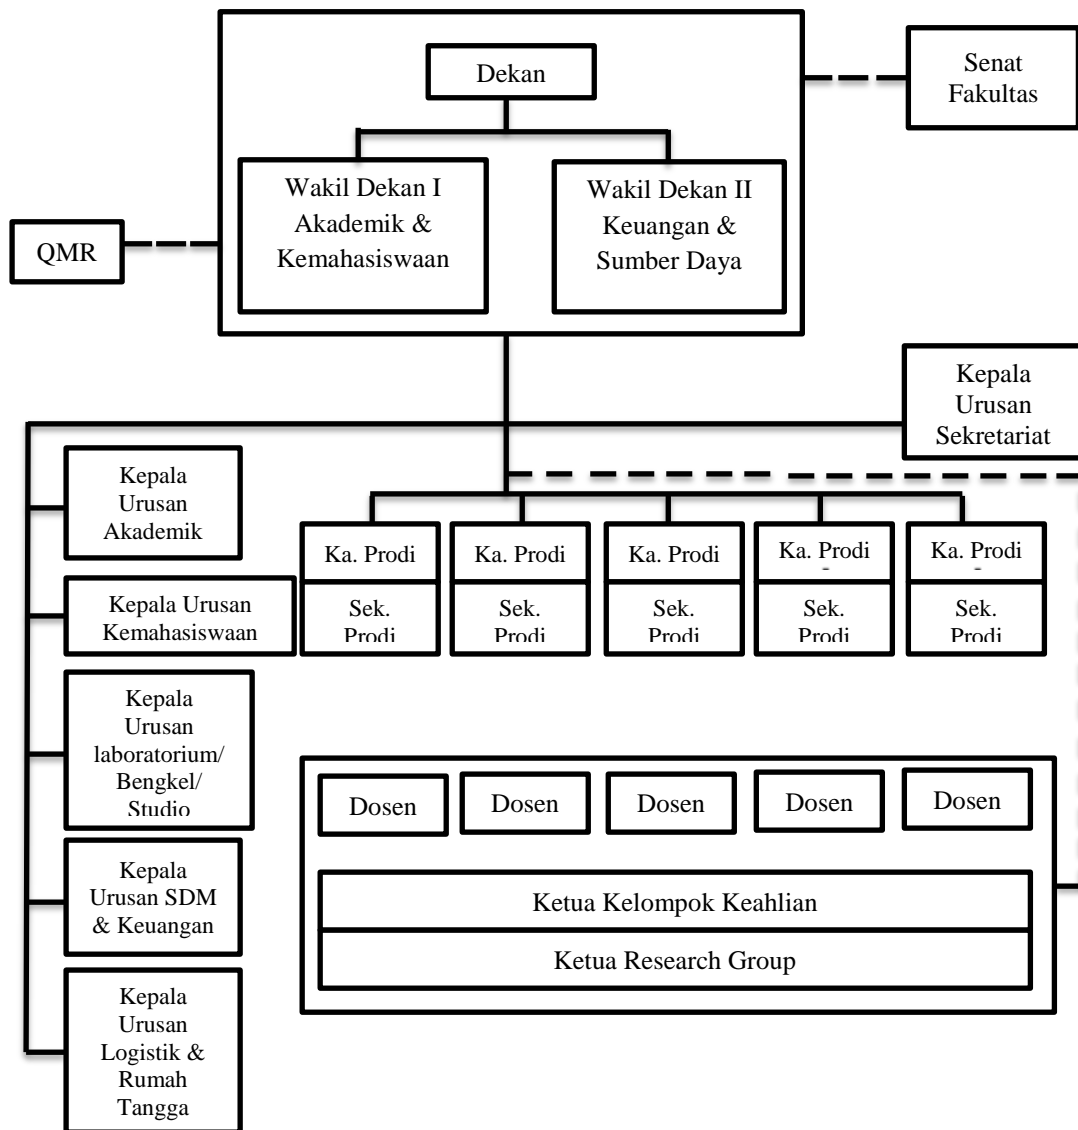 Dekan
Senat
Fakultas
Wakil Dekan I
Akademik &
Kemahasiswaan
Wakil Dekan II
Keuangan &
Sumber Daya
QMR
Kepala
Urusan
Sekretariat
Kepala
Urusan
Akademik
Ka. Prodi
Ka. Prodi
Ka. Prodi
Ka. Prodi
Ka. Prodi
Kepala Urusan
Kemahasiswaan
Sek.
Prodi
Sek.
Prodi
Sek.
Prodi
Sek.
Prodi
Sek.
Prodi
Kepala
Urusan
laboratorium/
Bengkel/
Studio
Dosen
Dosen
Dosen
Dosen
Dosen
Kepala
Urusan SDM
& Keuangan
Ketua Kelompok Keahlian
Ketua Research Group
Kepala
Urusan
Logistik &
Rumah
Tangga